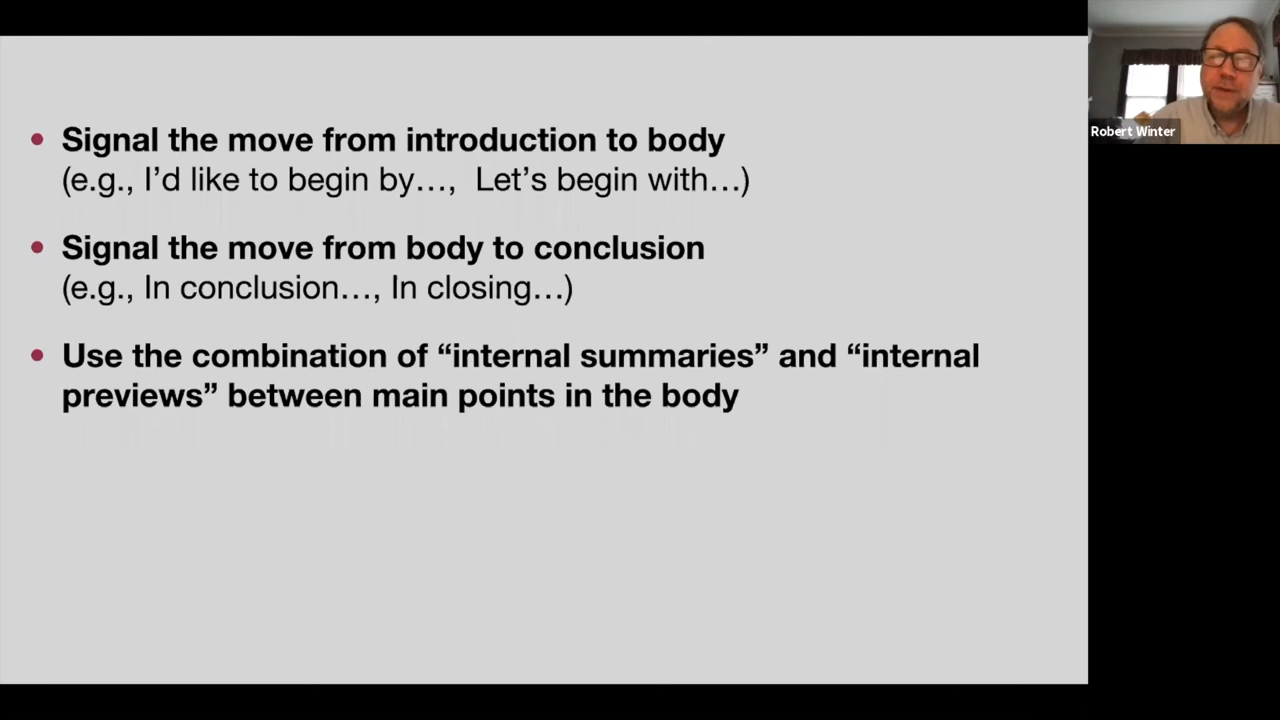 • Signal the move from introduction to body
(e.g., I’d like to begin by…,  Let’s begin with…)
• Signal the move from body to conclusion
(e.g., In conclusion…, In closing…)
• Use the combination of “internal summaries” and “internal
previews” between main points in the body
Robert Winter